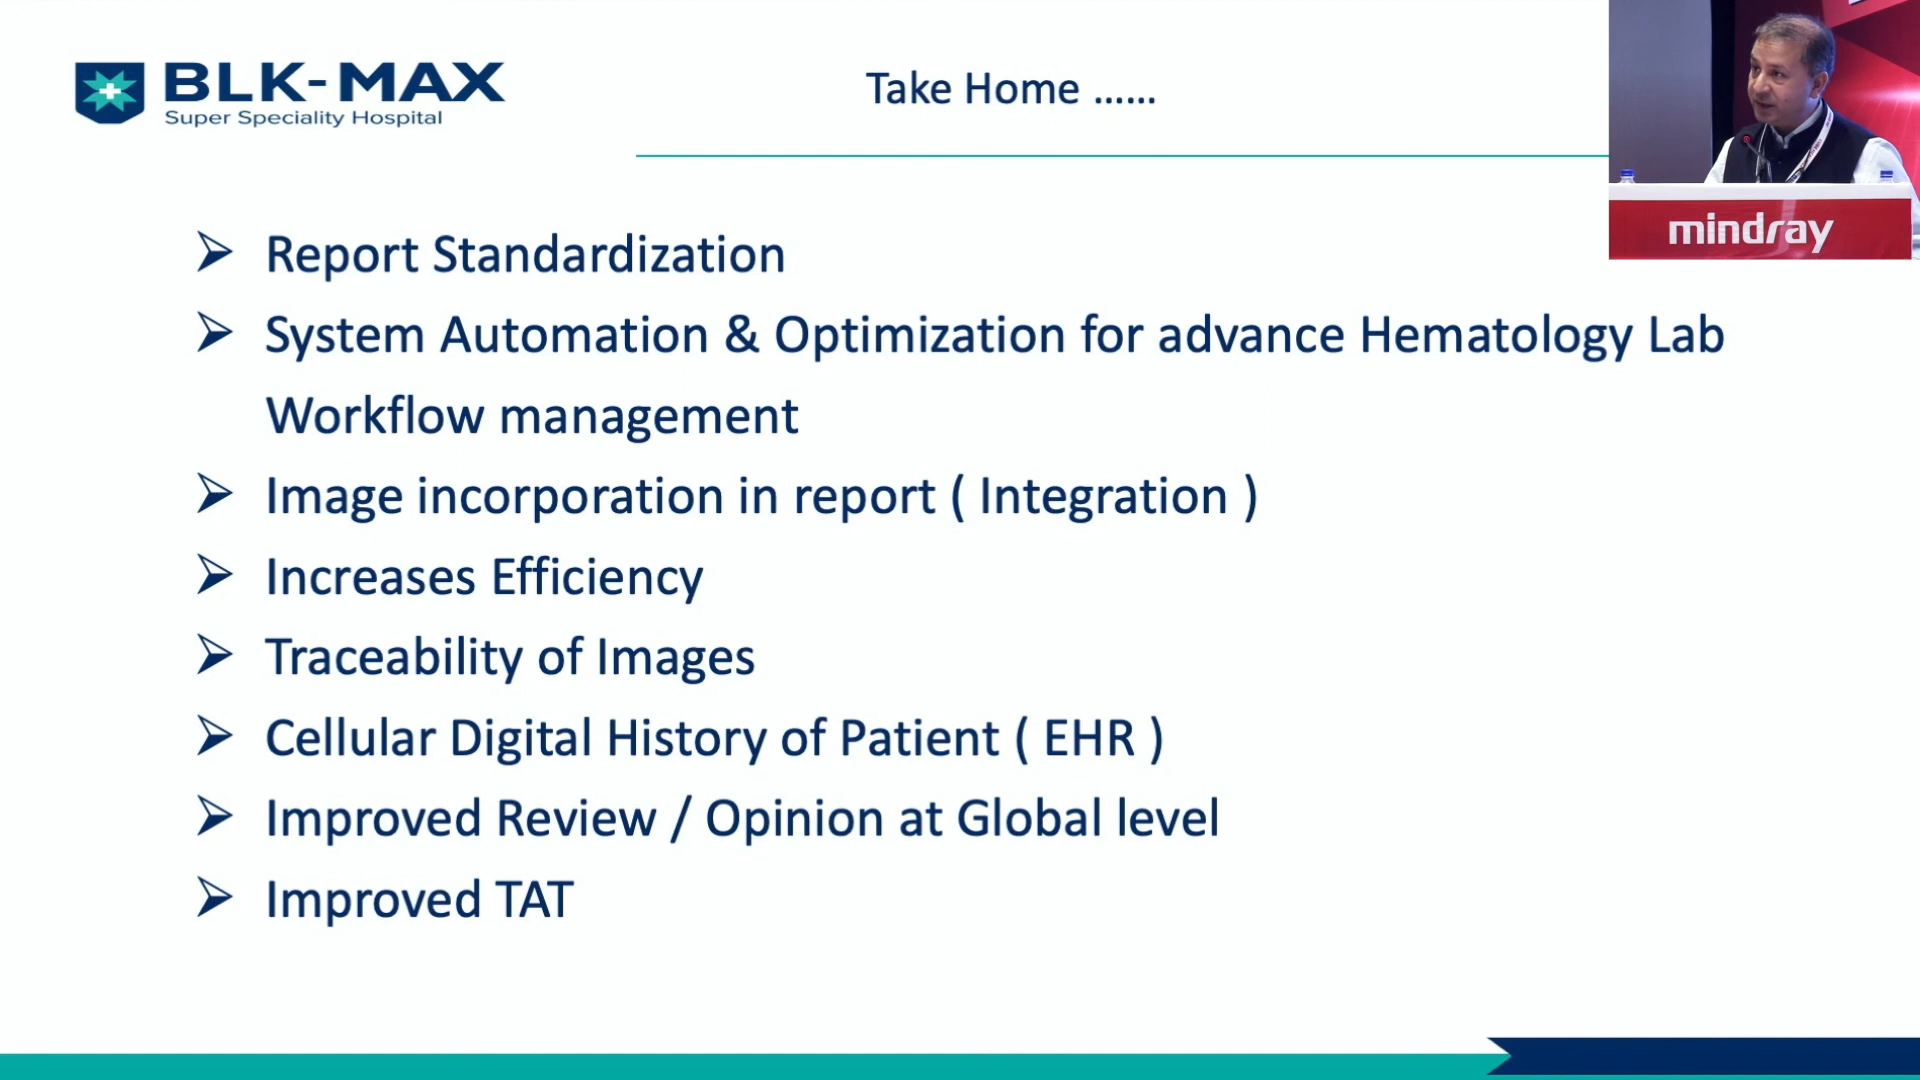 BLK-MAX
Super Speciality Hospital
Take Home ......
mindray
➢ Report Standardization
➢ System Automation & Optimization for advance Hematology Lab
Workflow management
➢ Image incorporation in report ( Integration )
➢ Increases Efficiency
➢ Traceability of Images
➢ Cellular Digital History of Patient ( EHR )
➢ Improved Review / Opinion at Global level
➢ Improved TAT